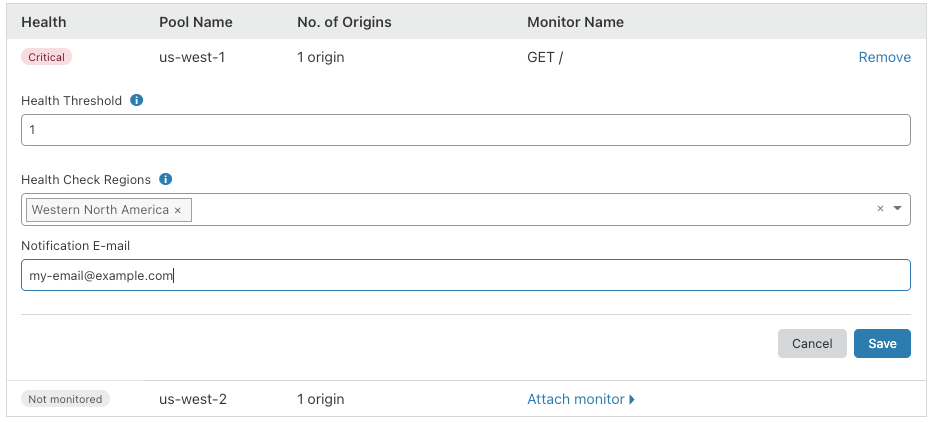 Health Pool Name No. of Origins Monitor Name
Critical us-west-1 1 origin GET / Remove
Health Threshold i
1
Health Check Regions i
Western North America × ×
Notification E-mail
my-email@example.com
Cancel Save
Not monitored us-west-2 1 origin Attach monitor